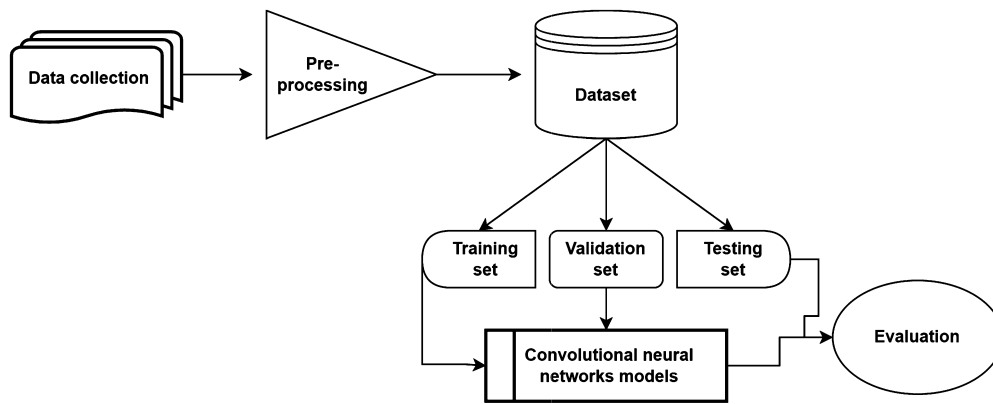 Data collection
Pre-
processing
Dataset
Training
set
Validation
set
Testing
set
Convolutional neural
networks models
Evaluation